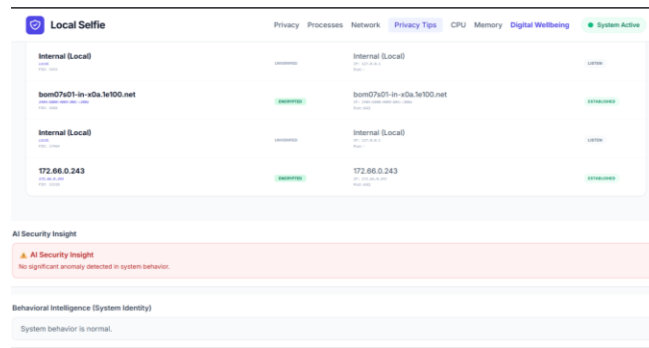 Local Selfie
Privacy Processes Network Privacy Tips CPU Memory Digital Wellbeing System Active
Internal (Local) Internal (Local)
LISTEN
bom07s01-in-x0a.1e100.net bom07s01-in-x0a.1e100.net
ENCRYPTED ESTABLISHED
Internal (Local) Internal (Local)
LISTEN
172.66.0.243 172.66.0.243
ENCRYPTED ESTABLISHED
AI Security Insight
AI Security Insight
No significant anomaly detected in system behavior.
Behavioral Intelligence (System Identity)
System behavior is normal.